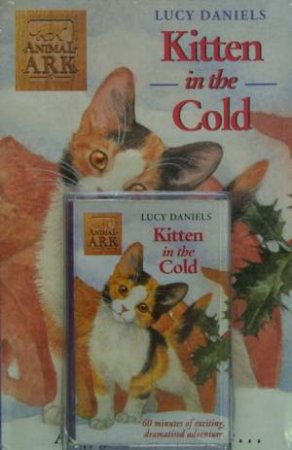 LUCY DANIELS
ANIMAL
ARK
Kitten
in the
Cold
ANIMAL
ARK
LUCY DANIELS
Kitten
in the
Cold
60 minutes of exciting,
dramatised adventure